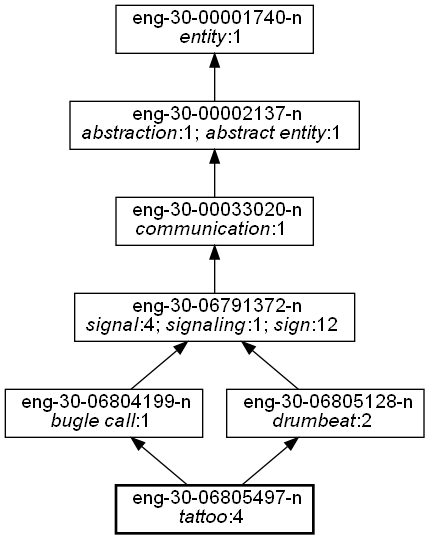 eng-30-00001740-n
entity:1
eng-30-00002137-n
abstraction:1; abstract entity:1
eng-30-00033020-n
communication:1
eng-30-06791372-n
signal:4; signaling:1; sign:12
eng-30-06804199-n
bugle call:1
eng-30-06805128-n
drumbeat:2
eng-30-06805497-n
tattoo:4